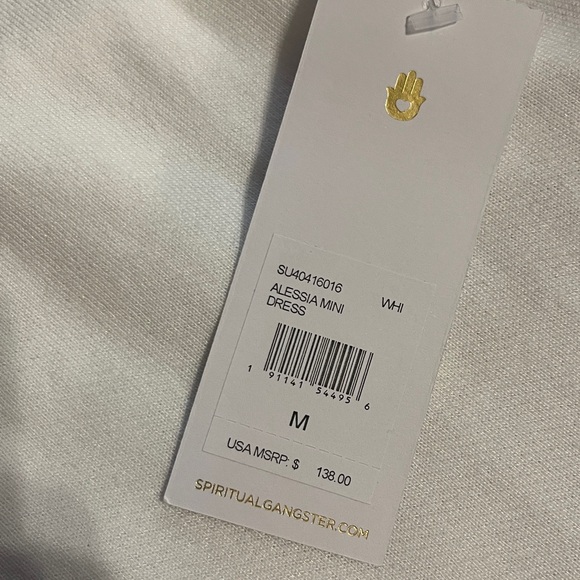 SU40416016 WHI
ALESSIA MINI
DRESS
1 91141 54495 6
M
USA MSRP: $ 138.00
SPIRITUALGANGSTER.COM